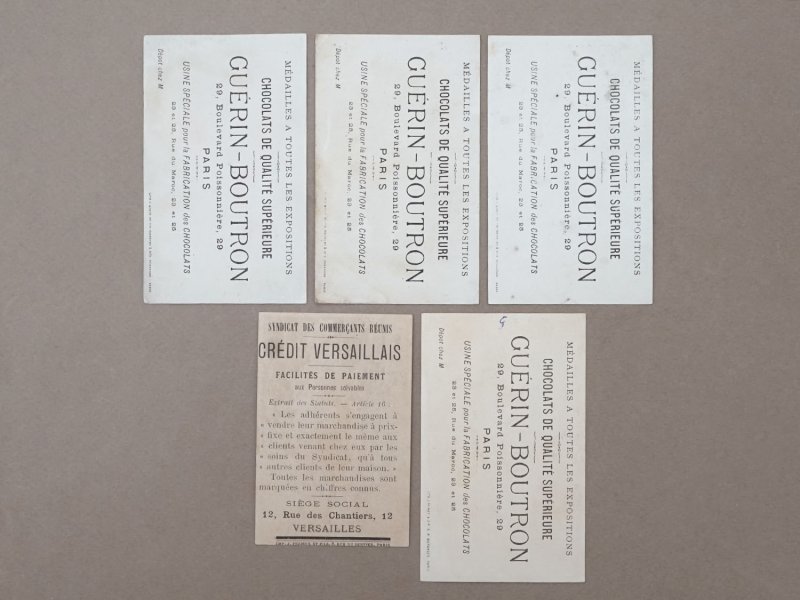 MÉDAILLES A TOUTES LES EXPOSITIONS
CHOCOLATS DE QUALITÉ SUPÉRIEURE
GUÉRIN-BOUTRON
29, Boulevard Poissonnière, 29
PARIS
USINE SPÉCIALE pour la FABRICATION des CHOCOLATS
23 et 25, Rue du Maroc, 23 et 25
Dépôt chez M
MÉDAILLES A TOUTES LES EXPOSITIONS
CHOCOLATS DE QUALITÉ SUPÉRIEURE
GUÉRIN-BOUTRON
29, Boulevard Poissonnière, 29
PARIS
USINE SPÉCIALE pour la FABRICATION des CHOCOLATS
23 et 25, Rue du Maroc, 23 et 25
Dépôt chez M
MÉDAILLES A TOUTES LES EXPOSITIONS
CHOCOLATS DE QUALITÉ SUPÉRIEURE
GUÉRIN-BOUTRON
29, Boulevard Poissonnière, 29
PARIS
USINE SPÉCIALE pour la FABRICATION des CHOCOLATS
23 et 25, Rue du Maroc, 23 et 25
Dépôt chez M
SYNDICAT DES COMMERÇANTS RÉUNIS
CRÉDIT VERSAILLAIS
FACILITÉS DE PAIEMENT
aux Personnes solvables
Extrait des Statuts. — Article 16 :
« Les adhérents s'engagent à
« vendre leur marchandise à prix-
« fixe et exactement le même aux
« clients venant chez eux par les
« soins du Syndicat, qu'à tous
« autres clients de leur maison. »
Toutes les marchandises sont
marquées en chiffres connus.
SIÈGE SOCIAL
12, Rue des Chantiers, 12
VERSAILLES
MÉDAILLES A TOUTES LES EXPOSITIONS
CHOCOLATS DE QUALITÉ SUPÉRIEURE
GUÉRIN-BOUTRON
29, Boulevard Poissonnière, 29
PARIS
USINE SPÉCIALE pour la FABRICATION des CHOCOLATS
23 et 25, Rue du Maroc, 23 et 25
Dépôt chez M